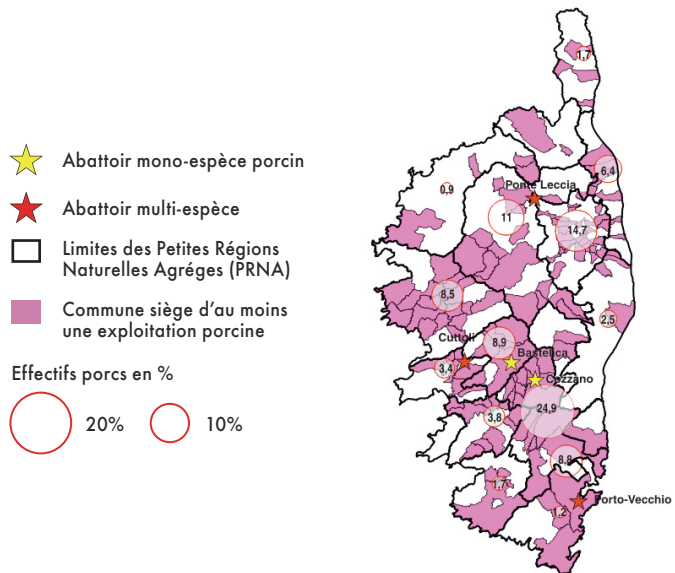 Abattoir mono-espèce porcin
Abattoir multi-espèce
Limites des Petites Régions
Naturelles Agréges (PRNA)
Commune siège d'au moins
une exploitation porcine
Effectifs porcs en %
20%
10%
1,7
6,4
0,9
Ponte Leccia
11
14,7
8,5
2,5
Cuttoli
8,9
Bastelica
3,4
Cozzano
24,9
3,8
8,8
1,7
Porto-Vecchio
1,2